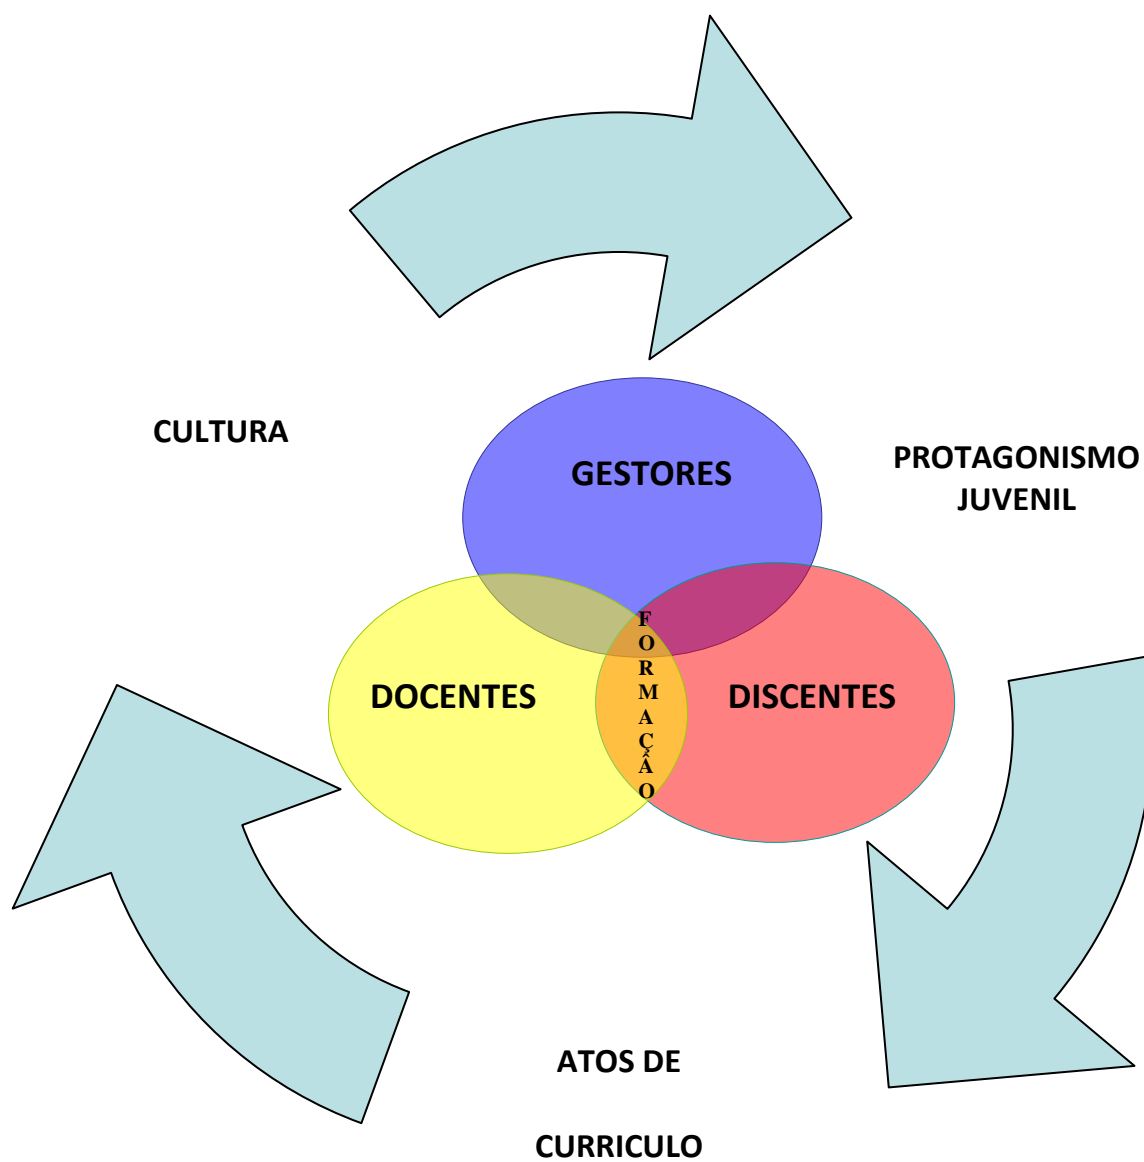 CULTURA
GESTORES
PROTAGONISMO
JUVENIL
DOCENTES
DISCENTES
F
O
R
M
A
Ç
Ã
O
ATOS DE
CURRICULO